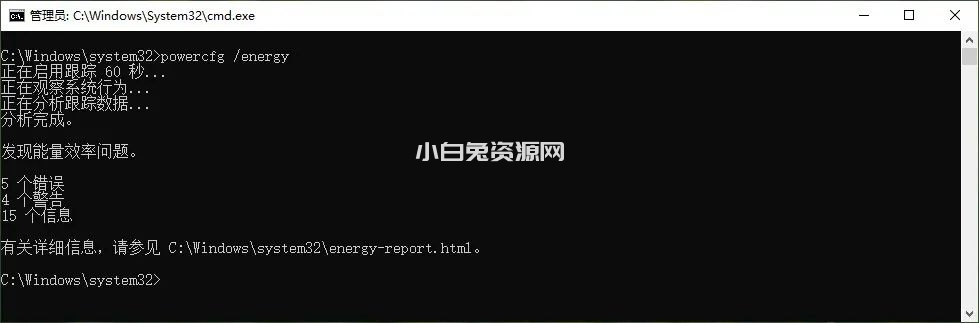 管理员: C:\Windows\System32\cmd.exe
C:\Windows\system32>powercfg /energy
正在启用跟踪 60 秒...
正在观察系统行为...
正在分析跟踪数据...
分析完成。
发现能量效率问题。
小白兔资源网
5 个错误
4 个警告
15 个信息
有关详细信息，请参见 C:\Windows\system32\energy-report.html。
C:\Windows\system32>